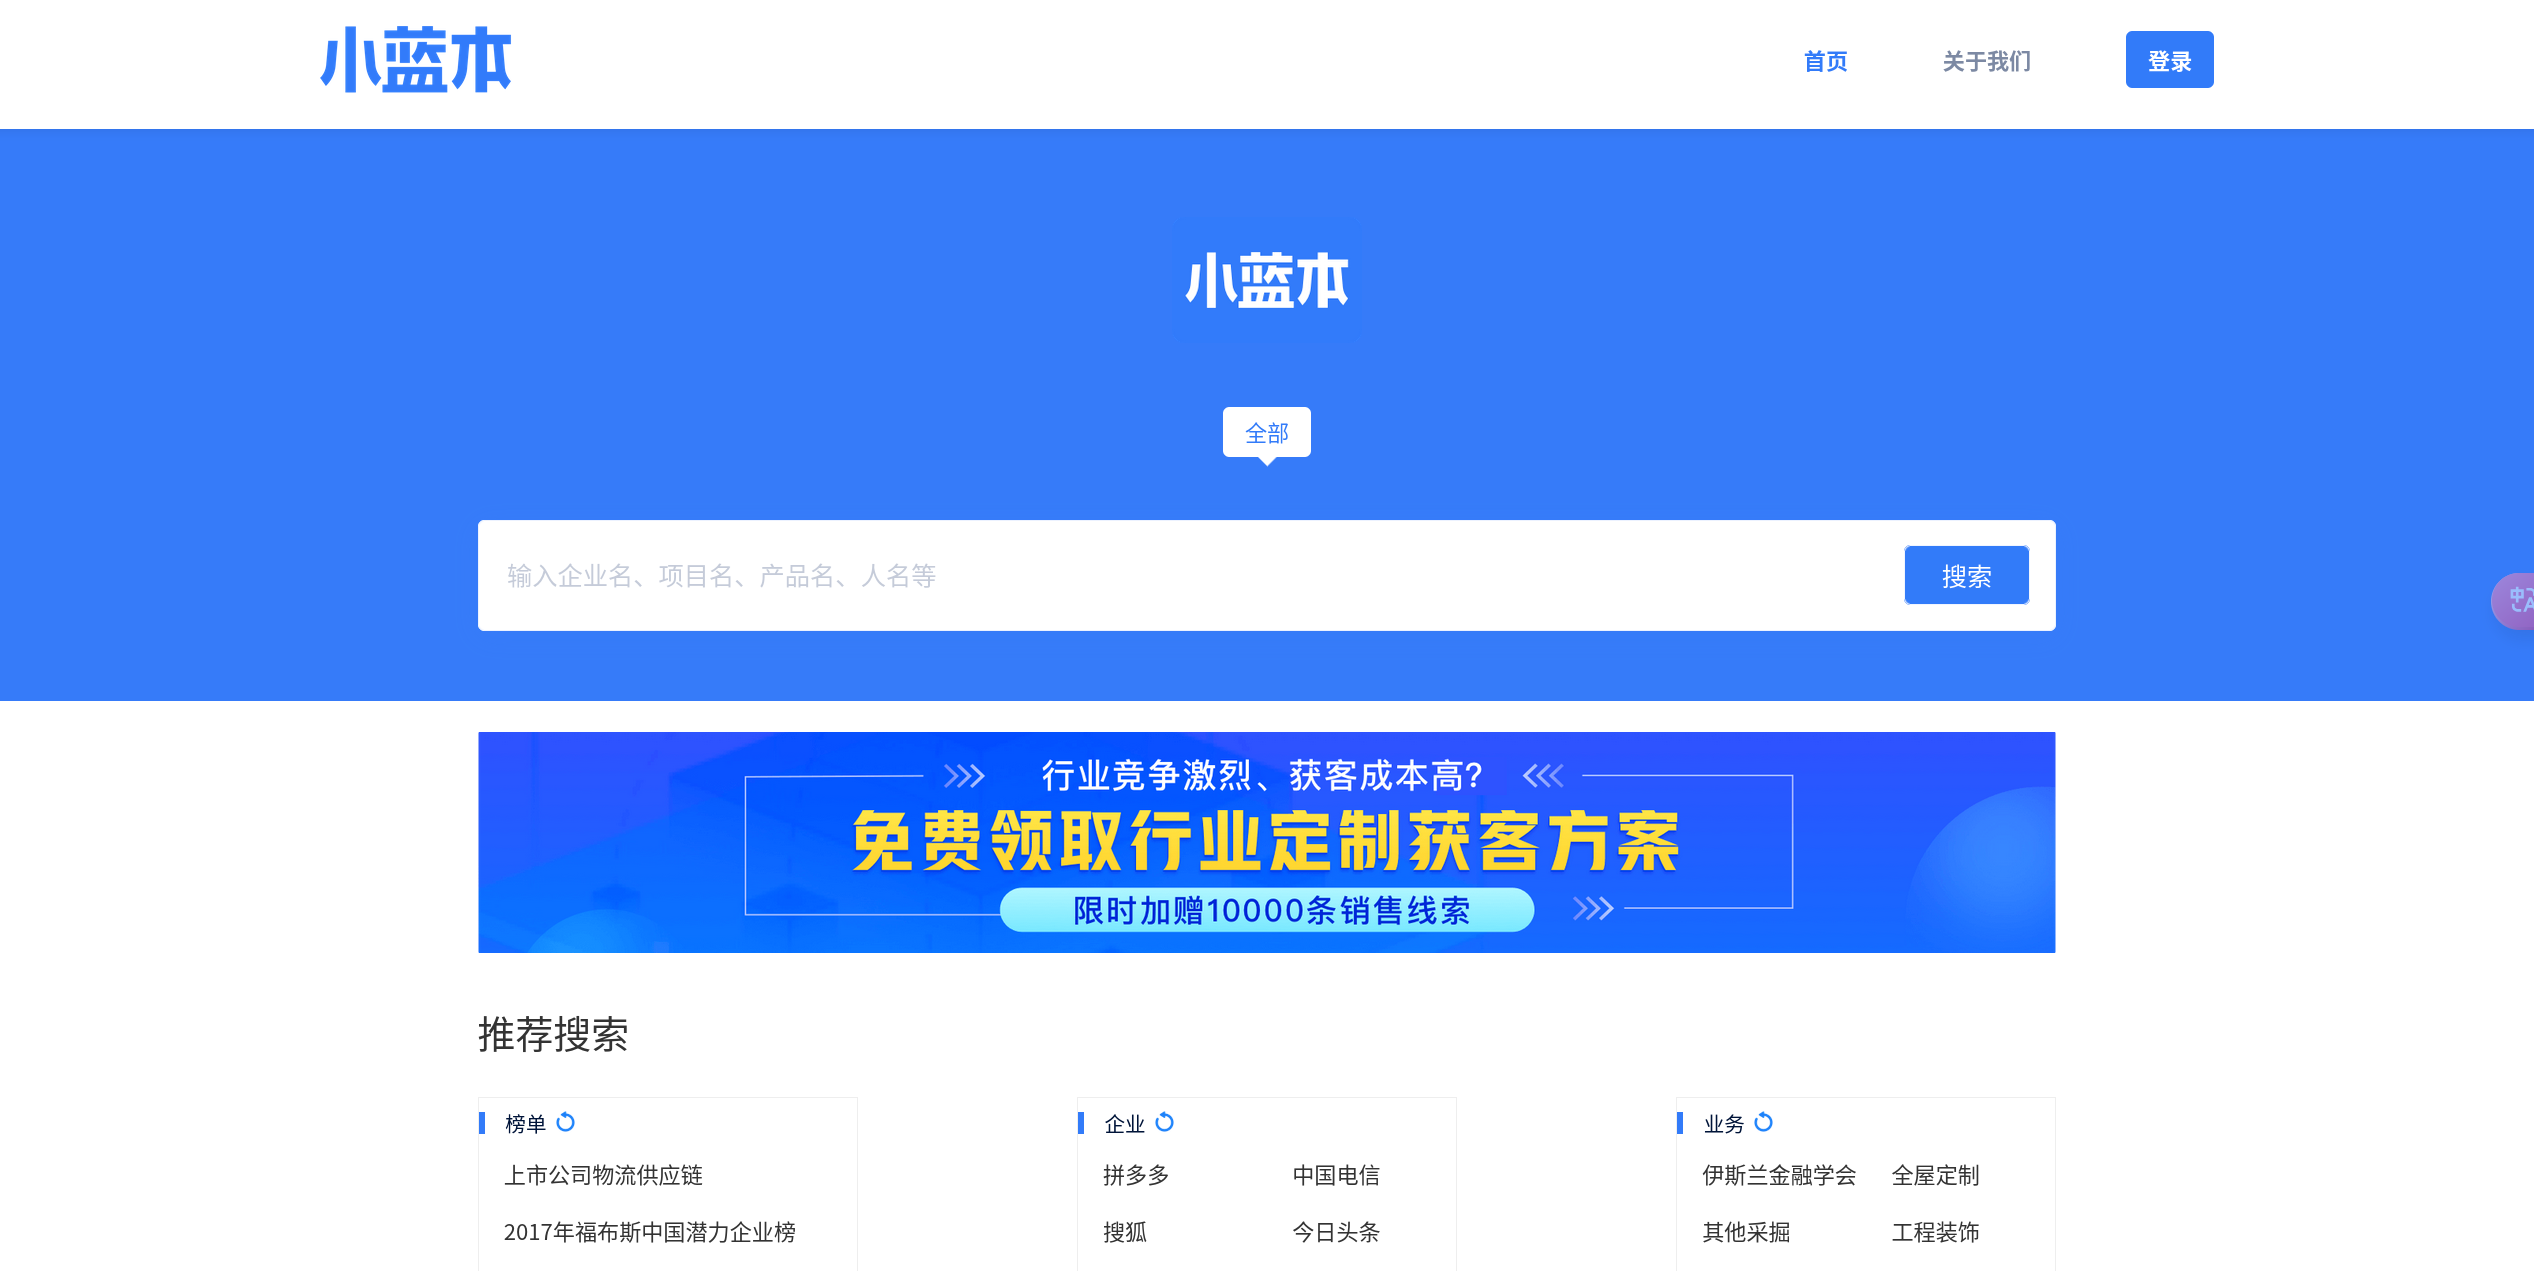 小蓝本
首页 关于我们 登录
小蓝本
全部
输入企业名、项目名、产品名、人名等 搜索
行业竞争激烈、获客成本高?
免费领取行业定制获客方案
限时加赠10000条销售线索
推荐搜索
榜单
上市公司物流供应链
2017年福布斯中国潜力企业榜
企业
拼多多 中国电信
搜狐 今日头条
业务
伊斯兰金融学会 全屋定制
其他采掘 工程装饰